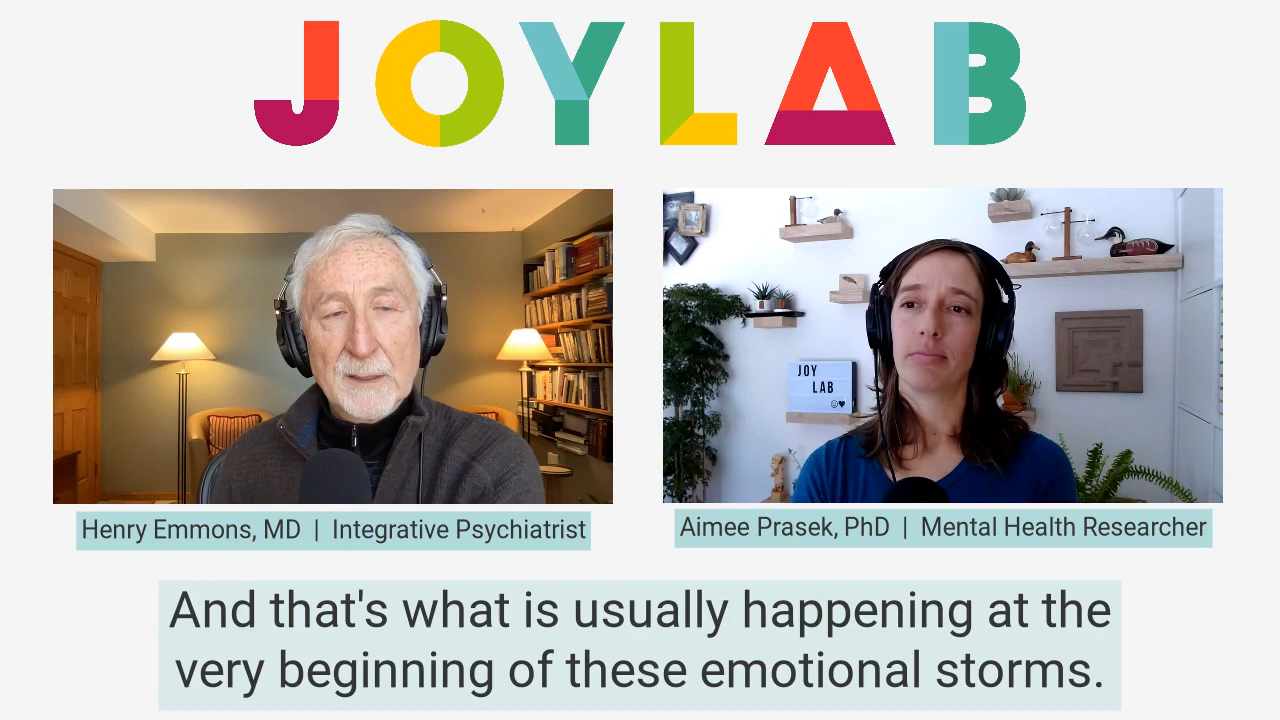 JOYLAB
JOY
LAB
Henry Emmons, MD | Integrative Psychiatrist
Aimee Prasek, PhD | Mental Health Researcher
And that's what is usually happening at the
very beginning of these emotional storms.